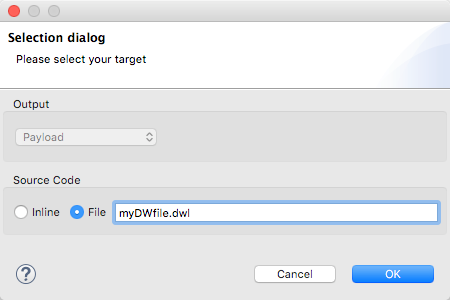 Selection dialog
Please select your target
Output
Payload
Source Code
Inline File myDWfile.dwl
? Cancel OK